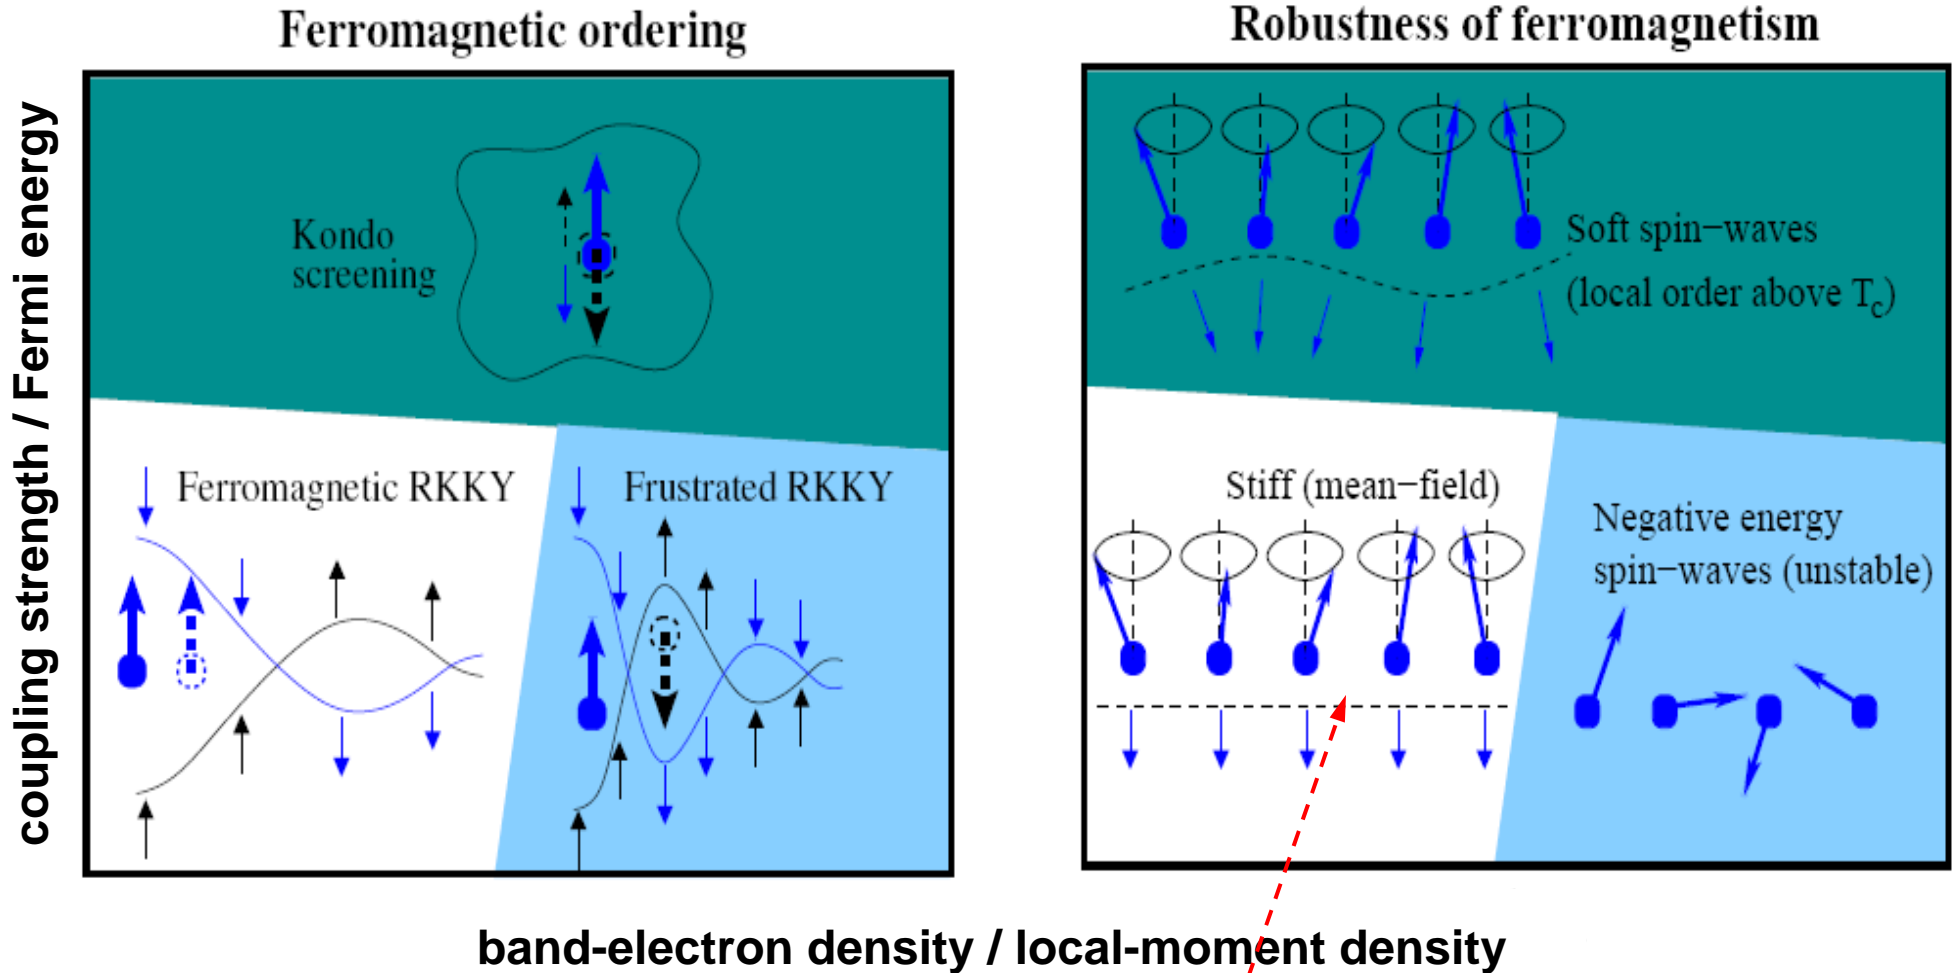 Ferromagnetic ordering
Robustness of ferromagnetism
coupling strength / Fermi energy
Kondo
screening
Ferromagnetic RKKY
Frustrated RKKY
Soft spin−waves
(local order above Tc)
Stiff (mean−field)
Negative energy
spin−waves (unstable)
band-electron density / local-moment density